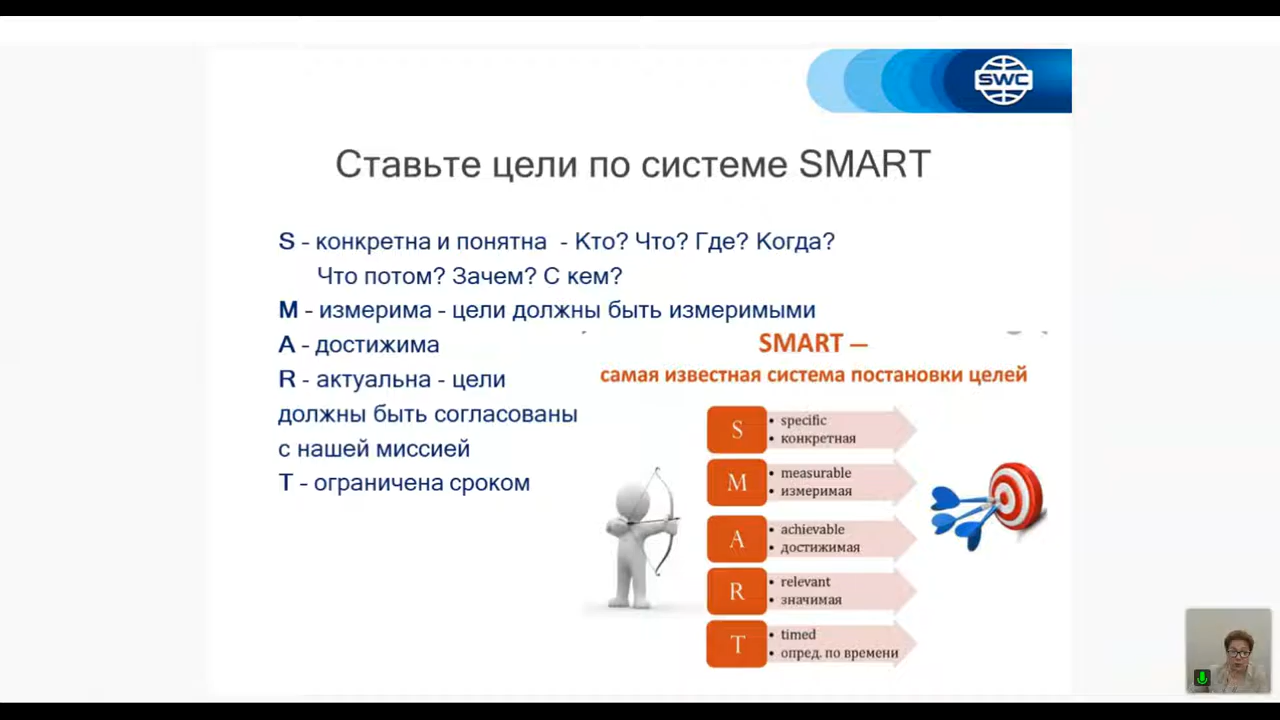 SWC
Ставьте цели по системе SMART
S - конкретна и понятна - Кто? Что? Где? Когда?
Что потом? Зачем? С кем?
M - измерима - цели должны быть измеримыми
A - достижима
R - актуальна - цели
должны быть согласованы
с нашей миссией
T - ограничена сроком
SMART —
самая известная система постановки целей
S
• specific
• конкретная
M
• measurable
• измеримая
A
• achievable
• достижимая
R
• relevant
• значимая
T
• timed
• опред. по времени